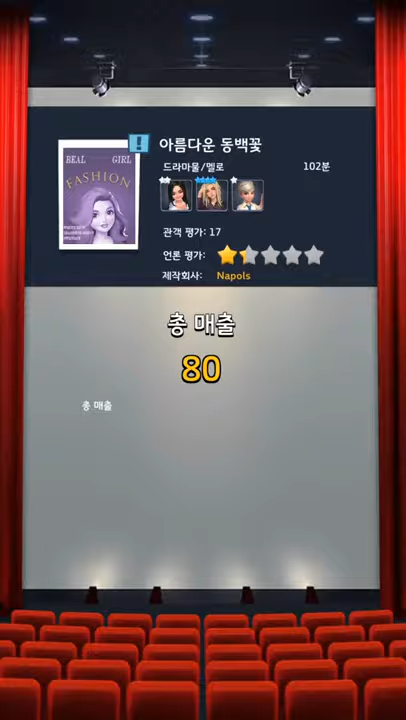 아름다운 동백꽃
드라마물/멜로 102분
BEAL GIRL
FASHION
관객 평가: 17
언론 평가:
제작회사: Napols
총 매출
80
총 매출